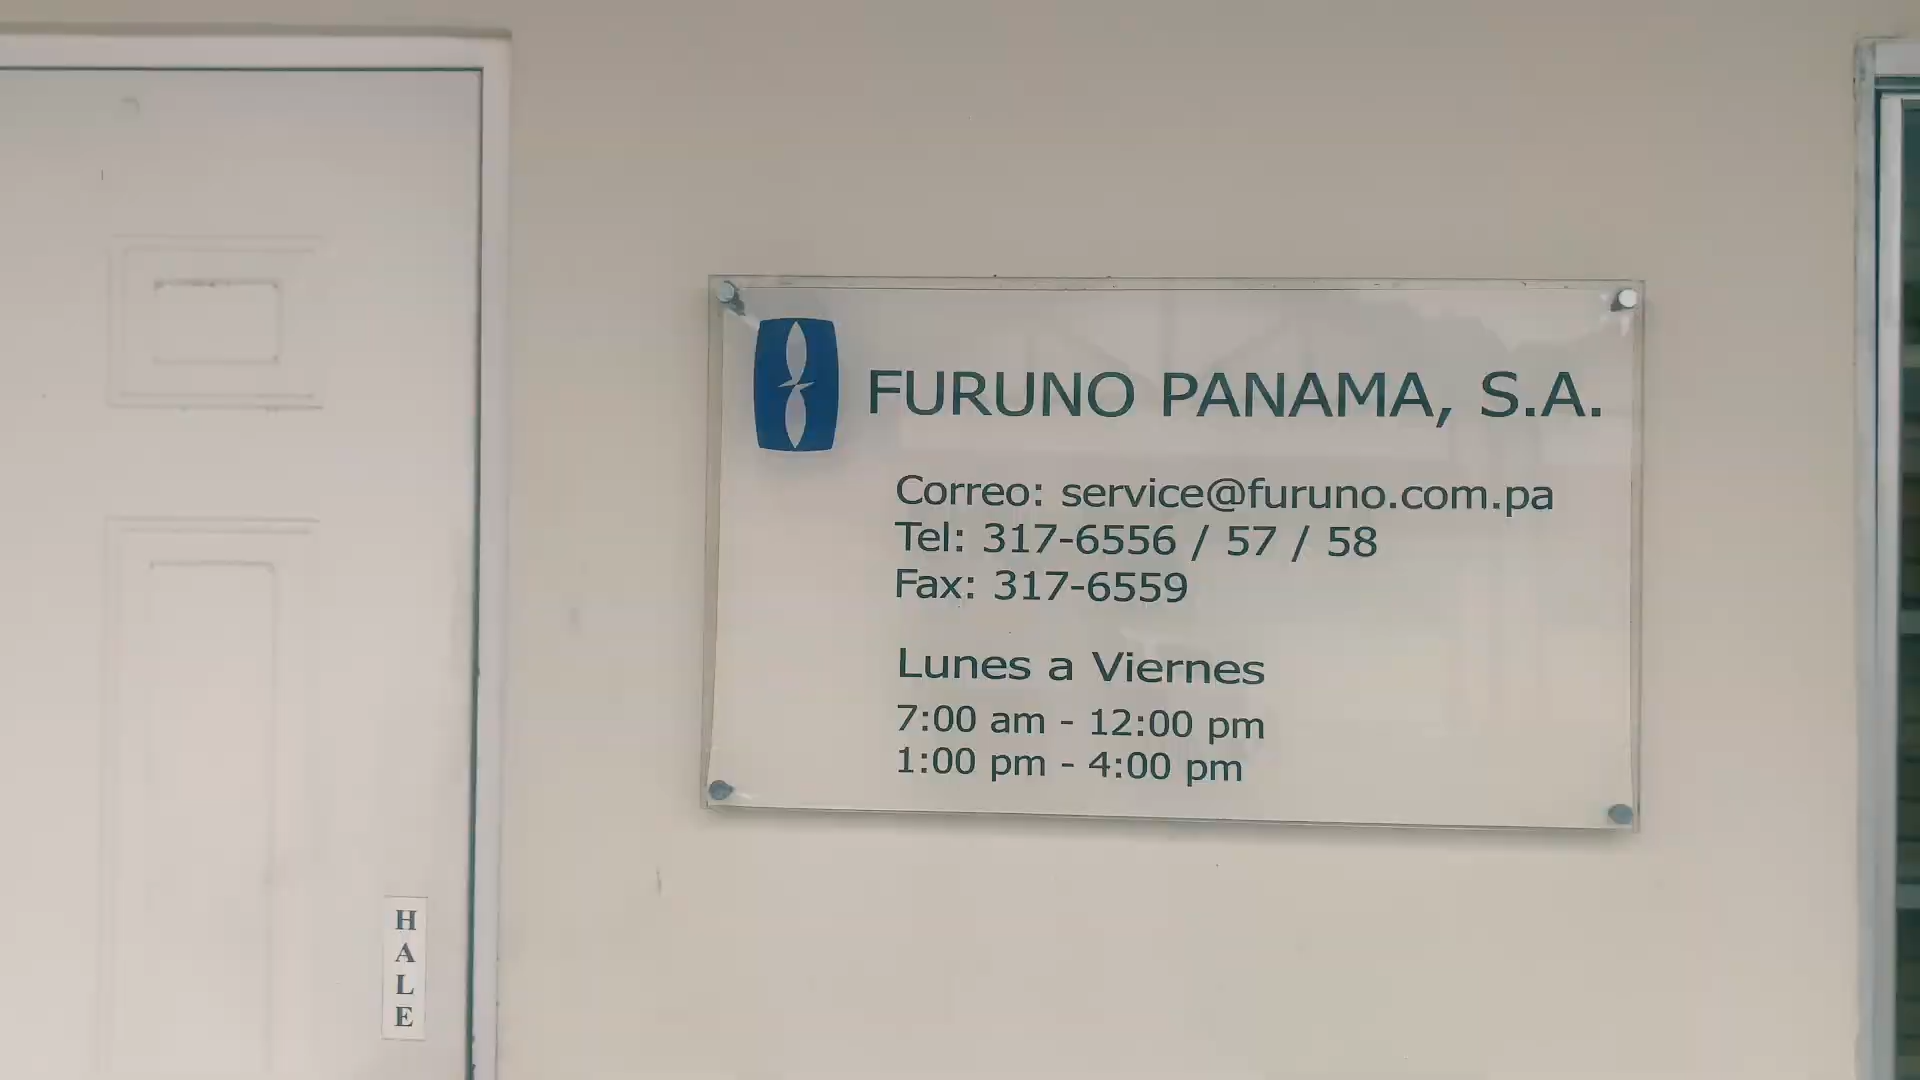 FURUNO PANAMA, S.A.
Correo: service@furuno.com.pa
Tel: 317-6556 / 57 / 58
Fax: 317-6559
Lunes a Viernes
7:00 am - 12:00 pm
1:00 pm - 4:00 pm
HALE